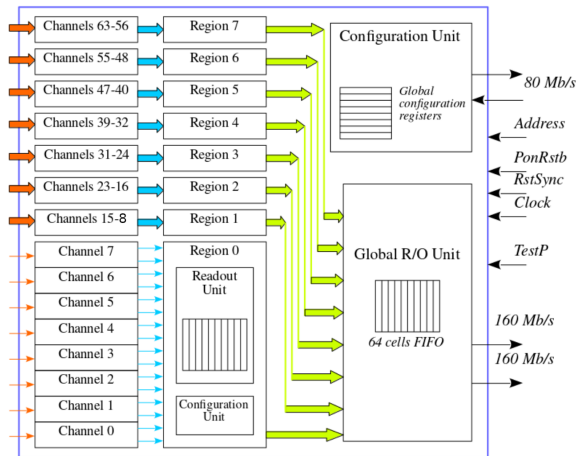 Channels 63-56
Region 7
Channels 55-48
Region 6
Channels 47-40
Region 5
Channels 39-32
Region 4
Channels 31-24
Region 3
Channels 23-16
Region 2
Channels 15-8
Region 1
Channel 7
Channel 6
Channel 5
Channel 4
Channel 3
Channel 2
Channel 1
Channel 0
Region 0
Readout
Unit
Configuration
Unit
Configuration Unit
Global
configuration
registers
Global R/O Unit
64 cells FIFO
80 Mb/s
Address
PonRstb
RstSync
Clock
TestP
160 Mb/s
160 Mb/s